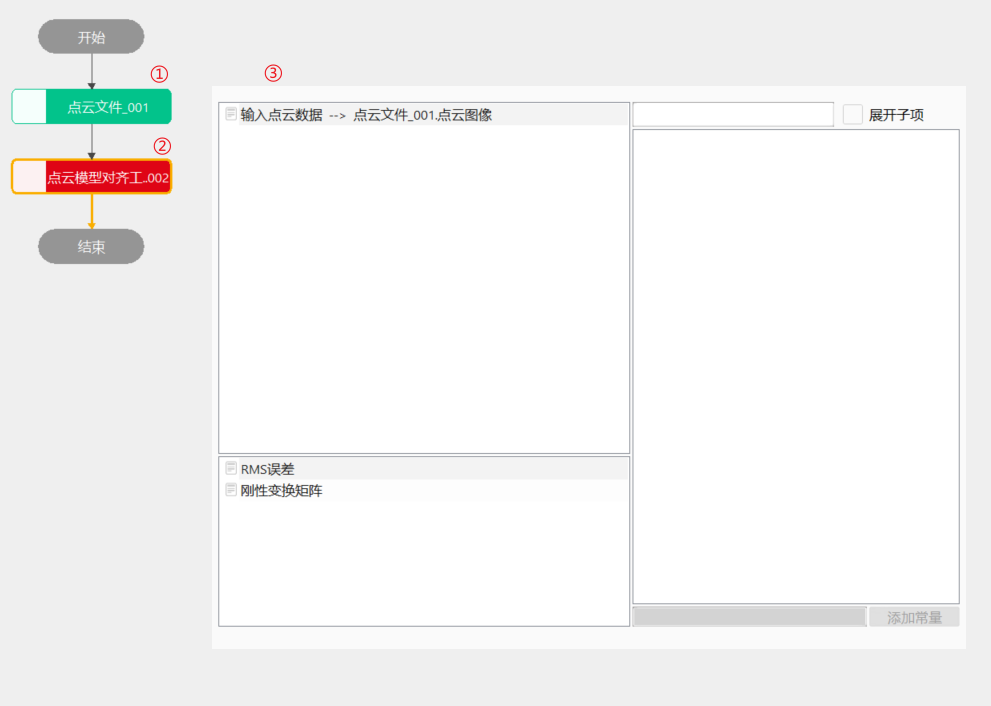 开始
①
点云文件_001
②
点云模型对齐工..002
结束
③
输入点云数据 --> 点云文件_001.点云图像
展开子项
RMS误差
刚性变换矩阵
添加常量